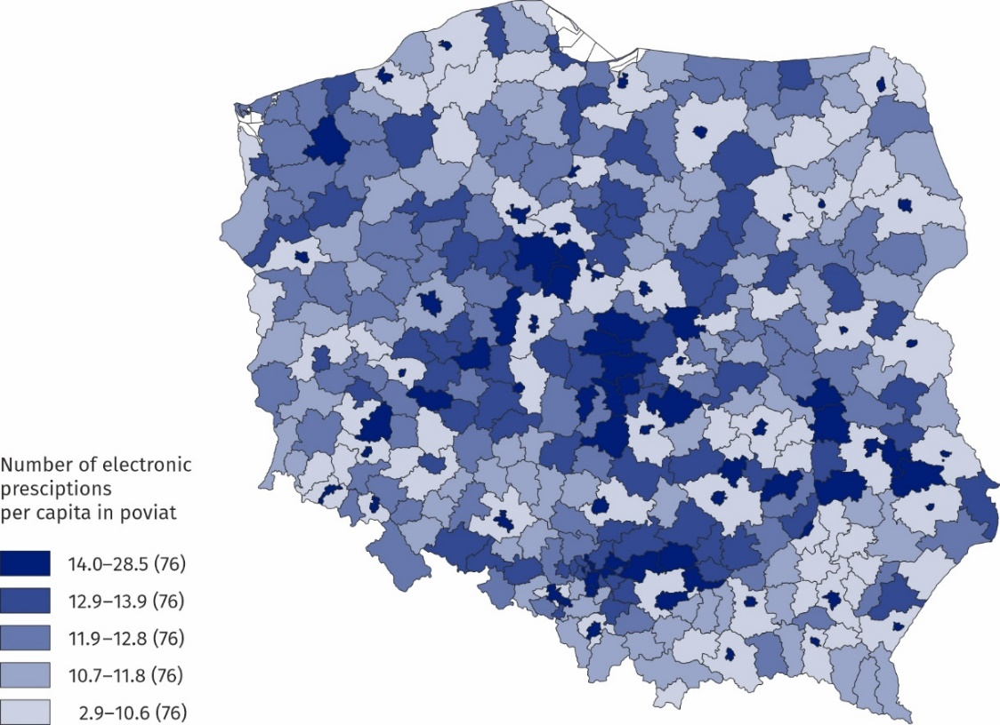 Number of electronic
presciptions
per capita in poviat
14.0–28.5 (76)
12.9–13.9 (76)
11.9–12.8 (76)
10.7–11.8 (76)
2.9–10.6 (76)